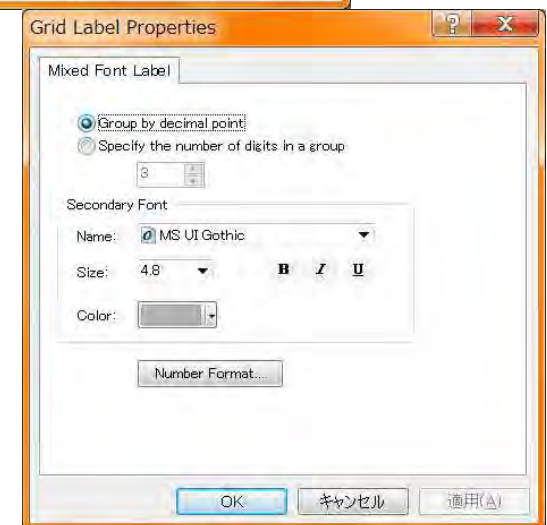 Grid Label Properties
Mixed Font Label
Group by decimal point
Specify the number of digits in a group
3
Secondary Font
Name: MS UI Gothic
Size: 4.8 B I U
Color:
Number Format....
OK キャンセル 適用(A)